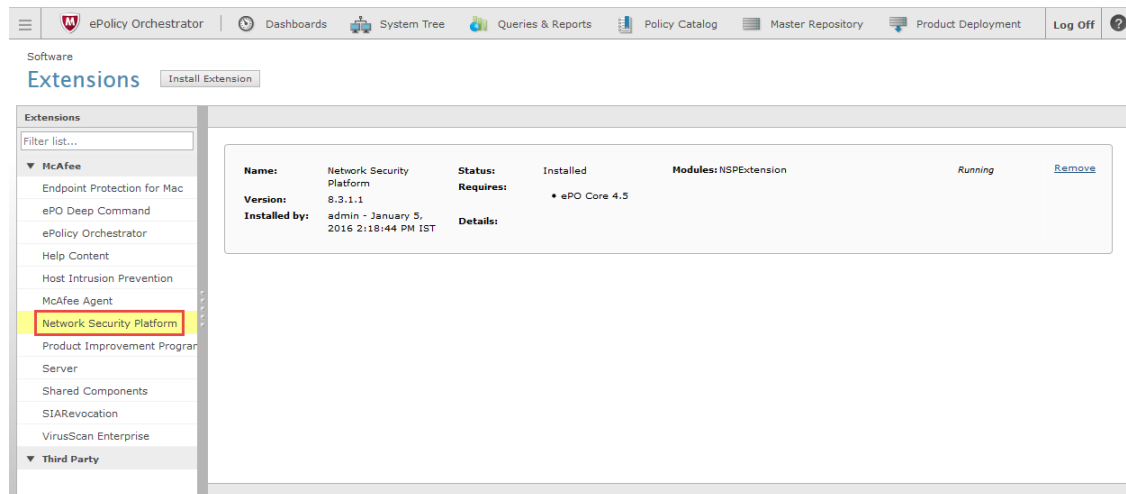 ePolicy Orchestrator Dashboards System Tree Queries & Reports Policy Catalog Master Repository Product Deployment Log Off ?
Software
Extensions Install Extension
Extensions
Filter list...
McAfee
Endpoint Protection for Mac
ePO Deep Command
ePolicy Orchestrator
Help Content
Host Intrusion Prevention
McAfee Agent
Network Security Platform
Product Improvement Progran
Server
Shared Components
SIARevocation
VirusScan Enterprise
Third Party
Name: Network Security Platform
Version: 8.3.1.1
Installed by: admin - January 5, 2016 2:18:44 PM IST
Status: Installed
Requires:
• ePO Core 4.5
Details:
Modules: NSPExtension Running
Remove